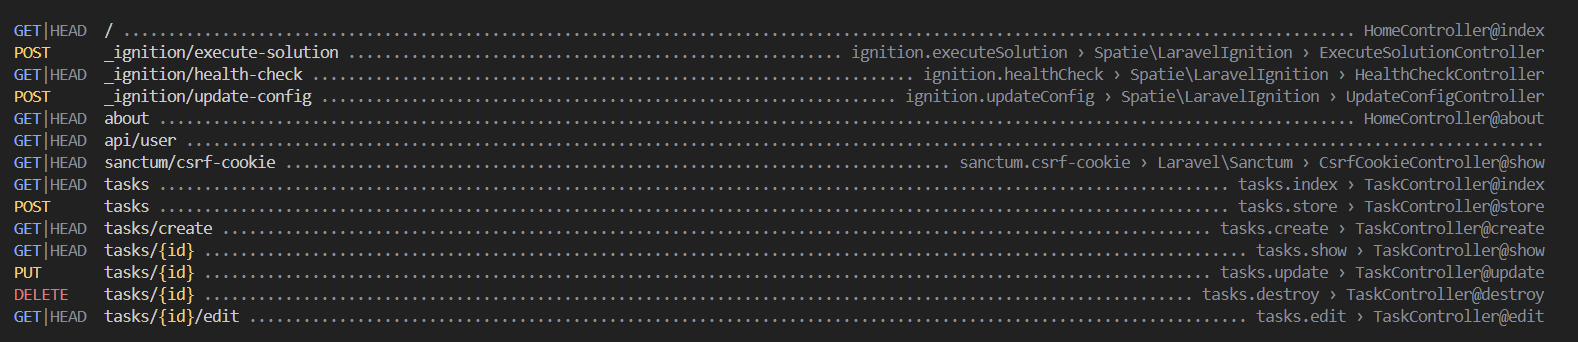 GET|HEAD / ........................................................................................................................................ HomeController@index
POST _ignition/execute-solution ....................................................... ignition.executeSolution › Spatie\LaravelIgnition › ExecuteSolutionController
GET|HEAD _ignition/health-check ................................................................... ignition.healthCheck › Spatie\LaravelIgnition › HealthCheckController
POST _ignition/update-config ................................................................ ignition.updateConfig › Spatie\LaravelIgnition › UpdateConfigController
GET|HEAD about .................................................................................................................................... HomeController@about
GET|HEAD api/user ......................................................................................................................................................
GET|HEAD sanctum/csrf-cookie .......................................................................... sanctum.csrf-cookie › Laravel\Sanctum › CsrfCookieController@show
GET|HEAD tasks ...................................................................................................................... tasks.index › TaskController@index
POST tasks ...................................................................................................................... tasks.store › TaskController@store
GET|HEAD tasks/create ............................................................................................................. tasks.create › TaskController@create
GET|HEAD tasks/{id} ................................................................................................................... tasks.show › TaskController@show
PUT tasks/{id} ............................................................................................................... tasks.update › TaskController@update
DELETE tasks/{id} ............................................................................................................. tasks.destroy › TaskController@destroy
GET|HEAD tasks/{id}/edit .............................................................................................................. tasks.edit › TaskController@edit